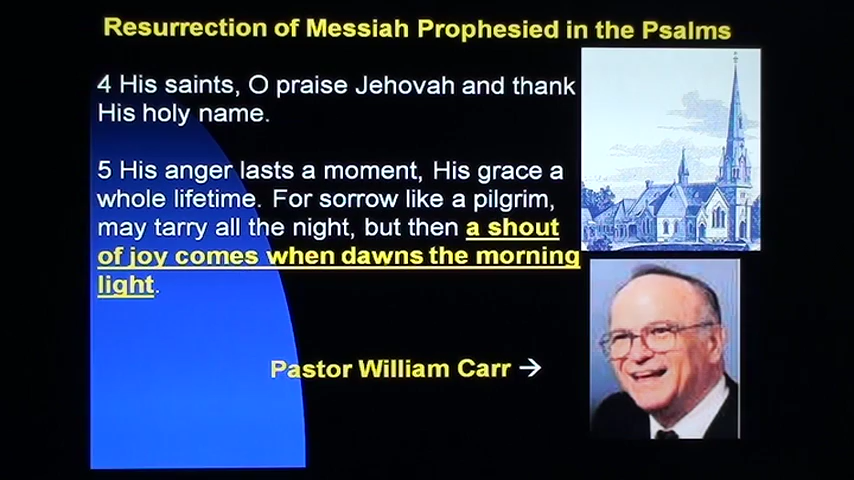 Resurrection of Messiah Prophesied in the Psalms
4 His saints, O praise Jehovah and thank
His holy name.
5 His anger lasts a moment, His grace a
whole lifetime. For sorrow like a pilgrim,
may tarry all the night, but then a shout
of joy comes when dawns the morning
light.
Pastor William Carr →